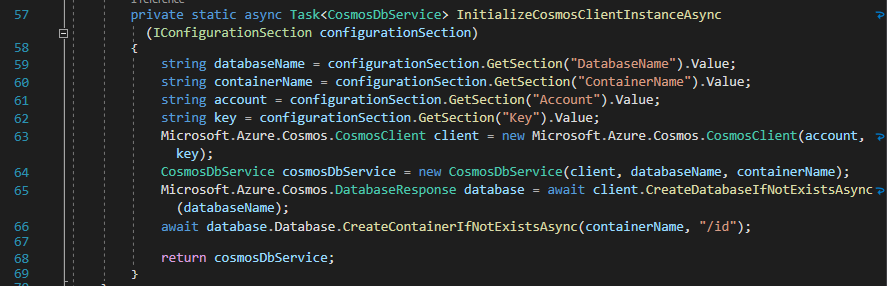 1 reference
57 private static async Task<CosmosDbService> InitializeCosmosClientInstanceAsync
(IConfigurationSection configurationSection)
58 {
59 string databaseName = configurationSection.GetSection("DatabaseName").Value;
60 string containerName = configurationSection.GetSection("ContainerName").Value;
61 string account = configurationSection.GetSection("Account").Value;
62 string key = configurationSection.GetSection("Key").Value;
63 Microsoft.Azure.Cosmos.CosmosClient client = new Microsoft.Azure.Cosmos.CosmosClient(account,
key);
64 CosmosDbService cosmosDbService = new CosmosDbService(client, databaseName, containerName);
65 Microsoft.Azure.Cosmos.DatabaseResponse database = await client.CreateDatabaseIfNotExistsAsync
(databaseName);
66 await database.Database.CreateContainerIfNotExistsAsync(containerName, "/id");
67
68 return cosmosDbService;
69 }